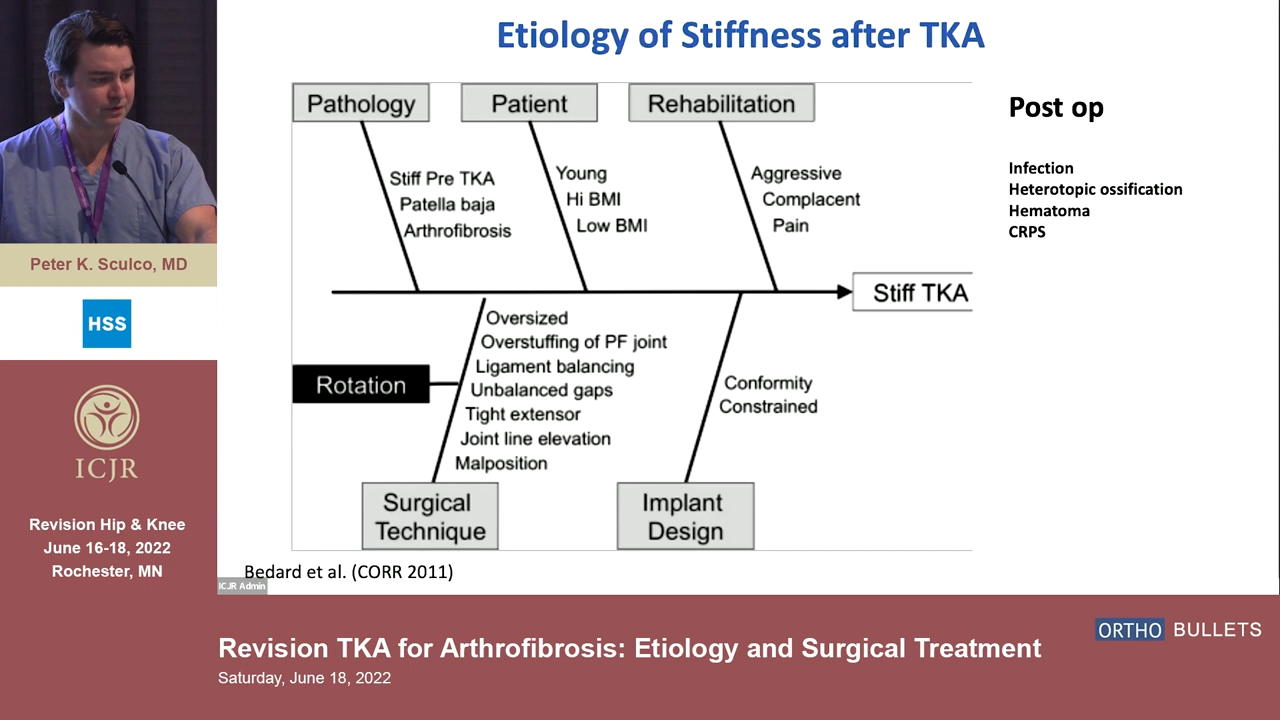 Etiology of Stiffness after TKA
Pathology
Patient
Rehabilitation
Stiff Pre TKA
Patella baja
Arthrofibrosis
Young
Hi BMI
Low BMI
Aggressive
Complacent
Pain
Stiff TKA
Rotation
Oversized
Overstuffing of PF joint
Ligament balancing
Unbalanced gaps
Tight extensor
Joint line elevation
Malposition
Conformity
Constrained
Surgical
Technique
Implant
Design
Post op
Infection
Heterotopic ossification
Hematoma
CRPS
Bedard et al. (CORR 2011)
ICJR Admin
Peter K. Sculco, MD
HSS
ICJR
Revision Hip & Knee
June 16-18, 2022
Rochester, MN
Revision TKA for Arthrofibrosis: Etiology and Surgical Treatment
Saturday, June 18, 2022
ORTHO BULLETS